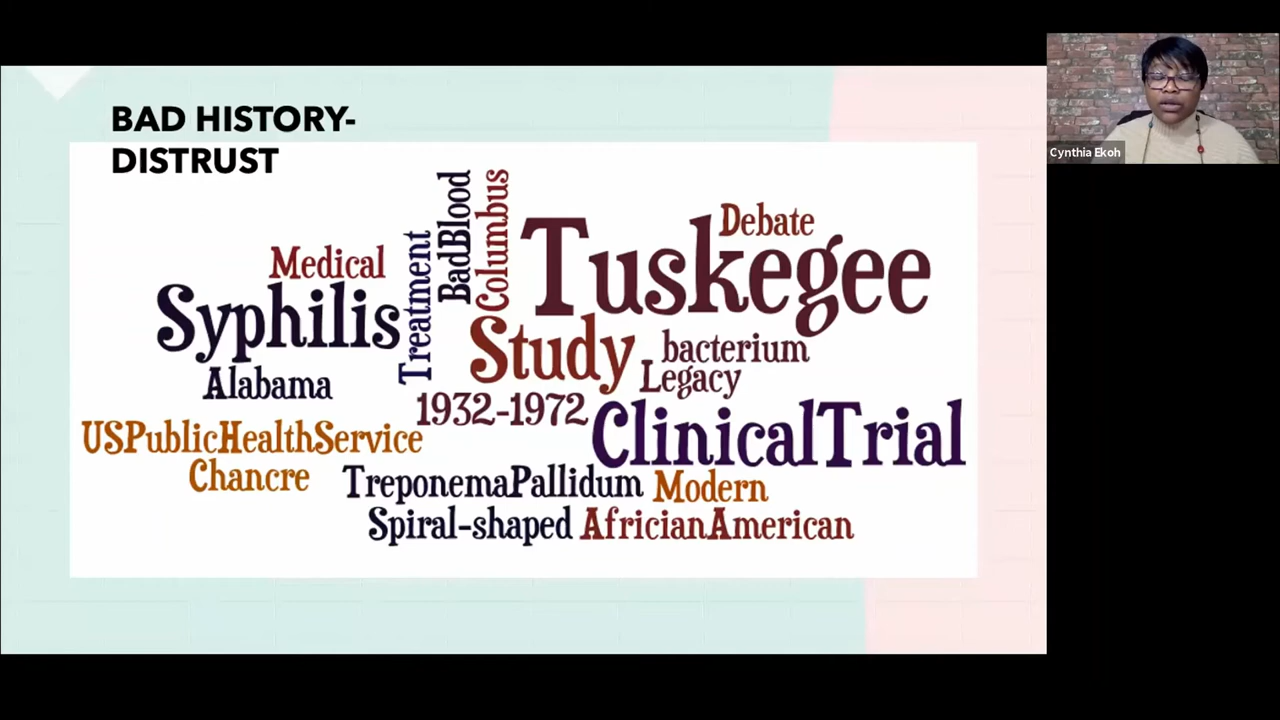 BAD HISTORY-
DISTRUST
Cynthia Ekoh
BadBlood
Columbus
Treatment
Debate
Tuskegee
Medical
Syphilis
Study
bacterium
Legacy
Alabama
1932-1972
ClinicalTrial
USPublicHealthService
Chancre
TreponemaPallidum
Modern
Spiral-shaped
AfricianAmerican